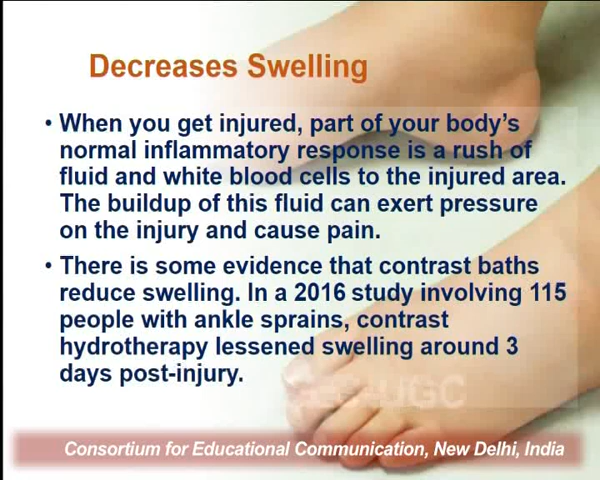 Decreases Swelling
• When you get injured, part of your body's
normal inflammatory response is a rush of
fluid and white blood cells to the injured area.
The buildup of this fluid can exert pressure
on the injury and cause pain.
• There is some evidence that contrast baths
reduce swelling. In a 2016 study involving 115
people with ankle sprains, contrast
hydrotherapy lessened swelling around 3
days post-injury.
Consortium for Educational Communication, New Delhi, India